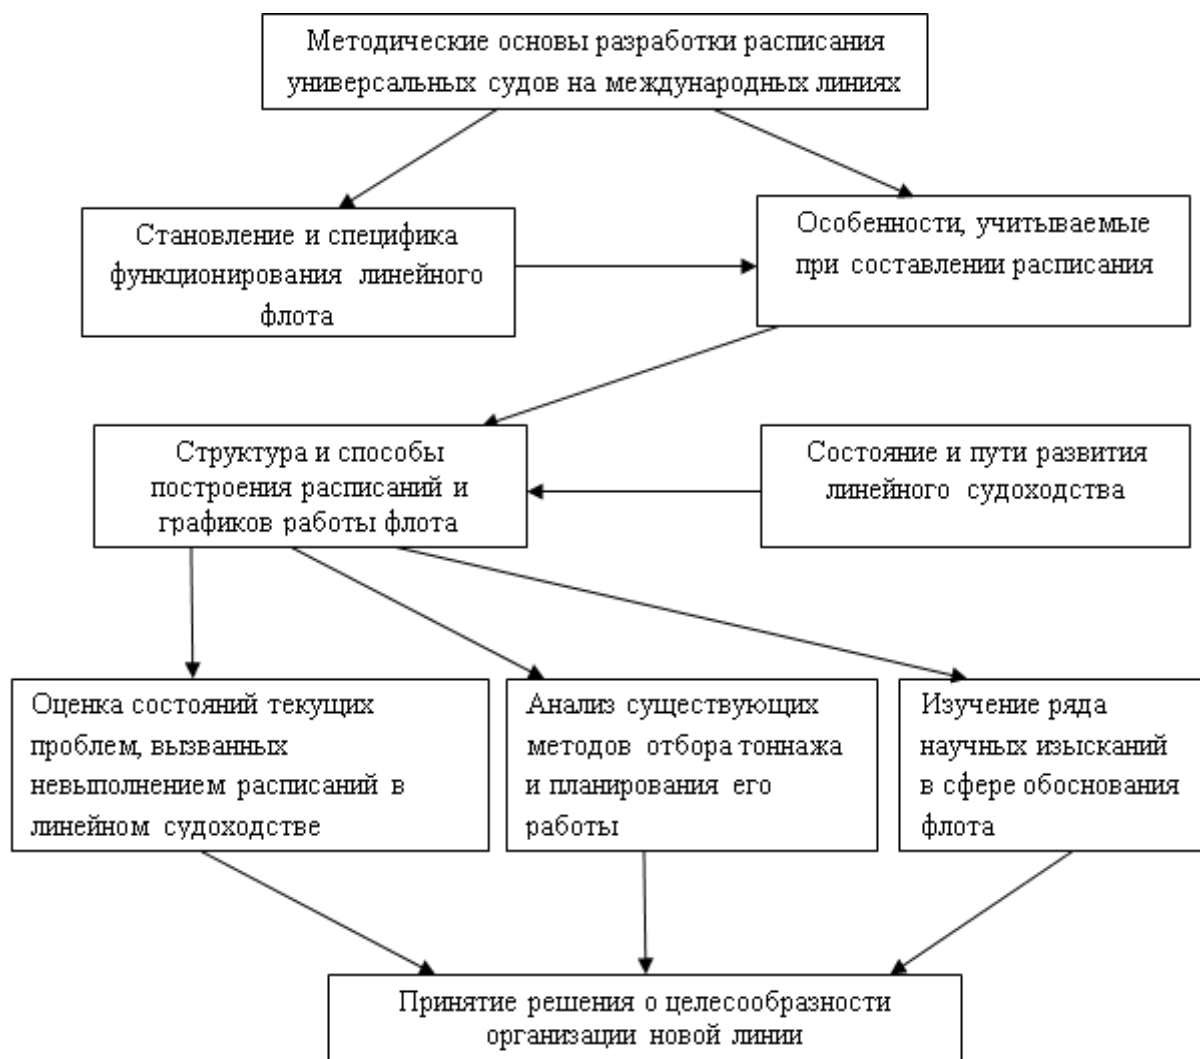 Методические основы разработки расписания
универсальных судов на международных линиях
Становление и специфика
функционирования линейного
флота
Особенности, учитываемые
при составлении расписания
Структура и способы
построения расписаний и
графиков работы флота
Состояние и пути развития
линейного судоходства
Оценка состояний текущих
проблем, вызванных
невыполнением расписаний в
линейном судоходстве
Анализ существующих
методов отбора тоннажа
и планирования его
работы
Изучение ряда
научных изысканий
в сфере обоснования
флота
Принятие решения о целесообразности
организации новой линии